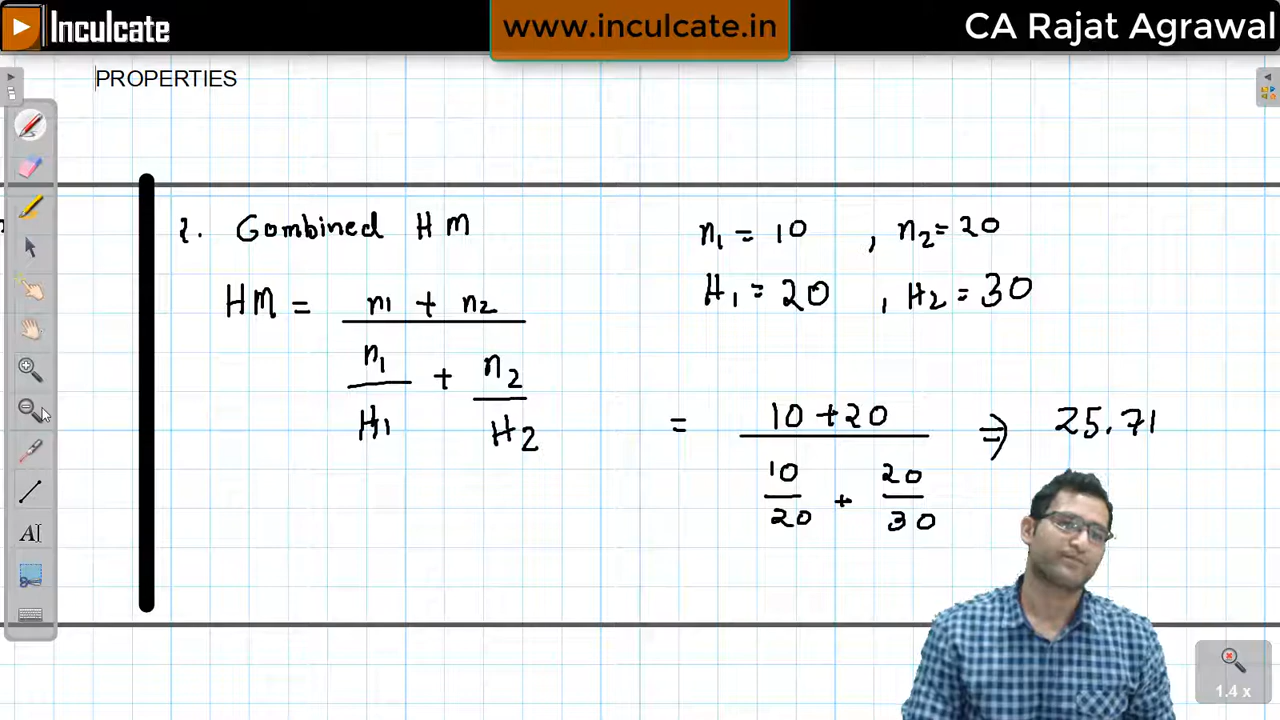 Inculcate
www.inculcate.in
CA Rajat Agrawal
PROPERTIES
2. Combined HM
HM = n1 + n2
n1 + n2
H1 H2
n1 = 10 , n2 = 20
H1 = 20 , H2 = 30
= 10 + 20 ⇒ 25.71
10 + 20
20 30
AI
1.4 x